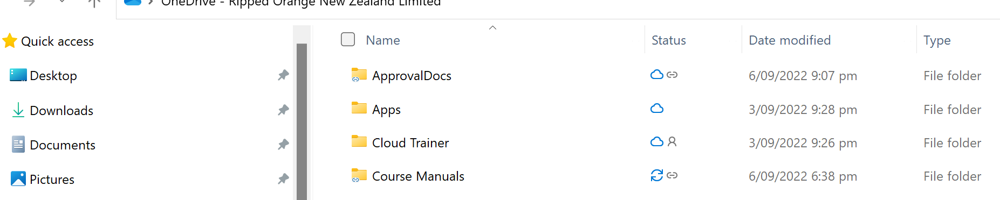 OneDrive - Ripped Orange New Zealand Limited
Quick access
Desktop
Downloads
Documents
Pictures
Name Status Date modified Type
ApprovalDocs 6/09/2022 9:07 pm File folder
Apps 3/09/2022 9:28 pm File folder
Cloud Trainer 3/09/2022 9:26 pm File folder
Course Manuals 6/09/2022 6:38 pm File folder